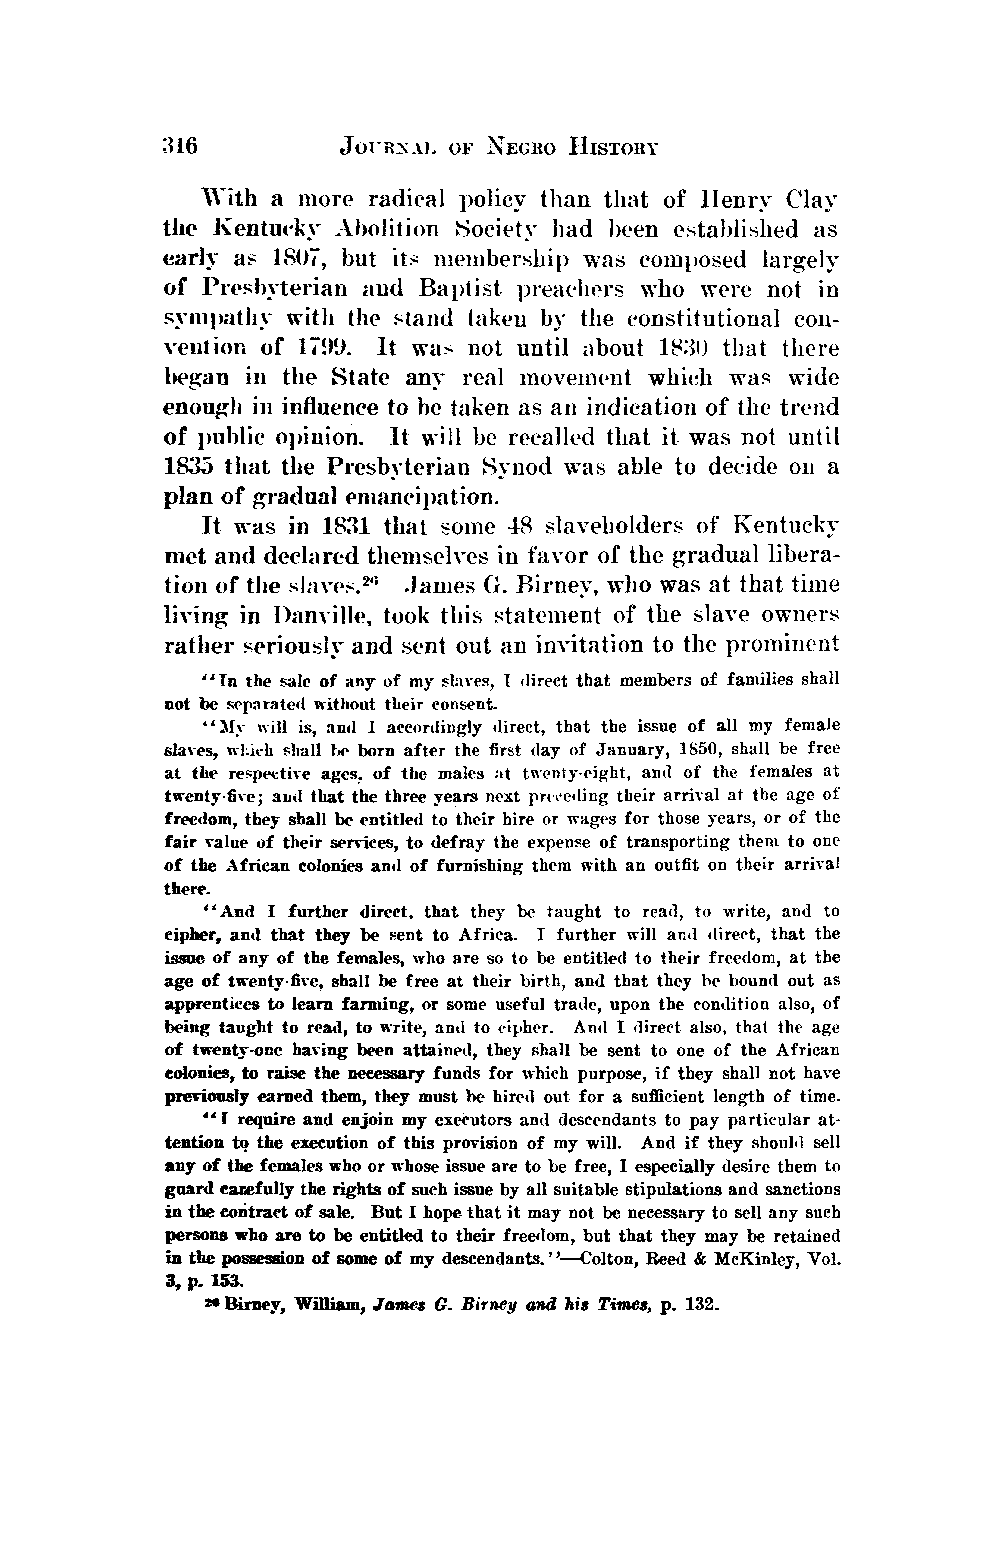 316 JOURNAL OF NEGRO HISTORY
With a more radical policy than that of Henry Clay
the Kentucky Abolition Society had been established as
early as 1807, but its membership was composed largely
of Presbyterian and Baptist preachers who were not in
sympathy with the stand taken by the constitutional con-
vention of 1799. It was not until about 1830 that there
began in the State any real movement which was wide
enough in influence to be taken as an indication of the trend
of public opinion. It will be recalled that it was not until
1835 that the Presbyterian Synod was able to decide on a
plan of gradual emancipation.
It was in 1831 that some 48 slaveholders of Kentucky
met and declared themselves in favor of the gradual libera-
tion of the slaves.²⁶ James G. Birney, who was at that time
living in Danville, took this statement of the slave owners
rather seriously and sent out an invitation to the prominent
"In the sale of any of my slaves, I direct that members of families shall
not be separated without their consent.
"My will is, and I accordingly direct, that the issue of all my female
slaves, which shall be born after the first day of January, 1850, shall be free
at the respective ages, of the males at twenty-eight, and of the females at
twenty-five; and that the three years next preceding their arrival at the age of
freedom, they shall be entitled to their hire or wages for those years, or of the
fair value of their services, to defray the expense of transporting them to one
of the African colonies and of furnishing them with an outfit on their arrival
there.
"And I further direct, that they be taught to read, to write, and to
cipher, and that they be sent to Africa. I further will and direct, that the
issue of any of the females, who are so to be entitled to their freedom, at the
age of twenty-five, shall be free at their birth, and that they be bound out as
apprentices to learn farming, or some useful trade, upon the condition also, of
being taught to read, to write, and to cipher. And I direct also, that the age
of twenty-one having been attained, they shall be sent to one of the African
colonies, to raise the necessary funds for which purpose, if they shall not have
previously earned them, they must be hired out for a sufficient length of time.
"I require and enjoin my executors and descendants to pay particular at-
tention to the execution of this provision of my will. And if they should sell
any of the females who or whose issue are to be free, I especially desire them to
guard carefully the rights of such issue by all suitable stipulations and sanctions
in the contract of sale. But I hope that it may not be necessary to sell any such
persons who are to be entitled to their freedom, but that they may be retained
in the possession of some of my descendants."—Colton, Reed & McKinley, Vol.
3, p. 153.
²⁶ Birney, William, James G. Birney and his Times, p. 132.